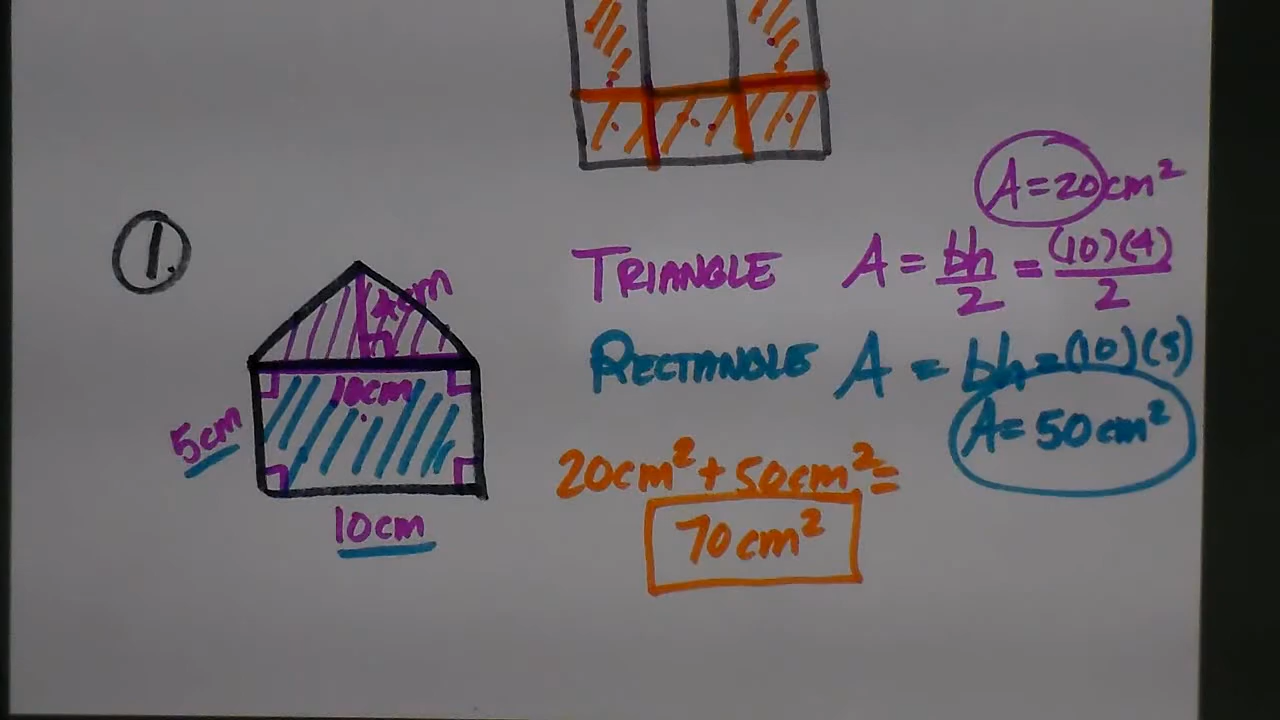 A = 20cm²
1.
TRIANGLE A = bh/2 = (10)(4)/2
4cm
RECTANGLE A = bh = (10)(5)
10cm
5cm
A = 50cm²
20cm² + 50cm² =
10cm
70cm²